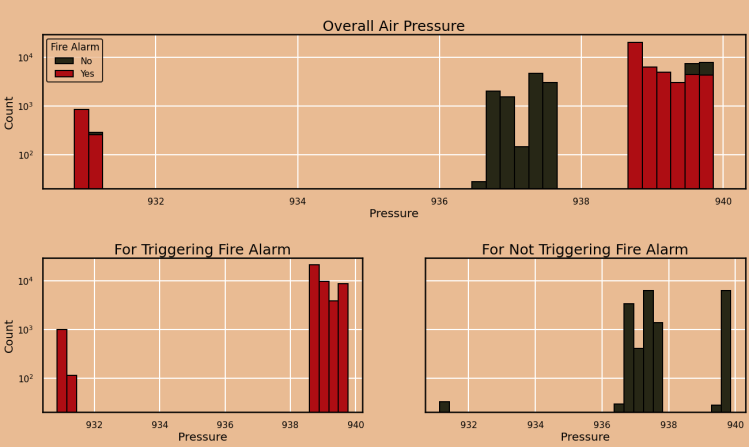 Overall Air Pressure
Count
10⁴
10³
10²
Fire Alarm
No
Yes
932
934
936
938
940
Pressure
For Triggering Fire Alarm
Count
10⁴
10³
10²
932
934
936
938
940
Pressure
For Not Triggering Fire Alarm
932
934
936
938
940
Pressure